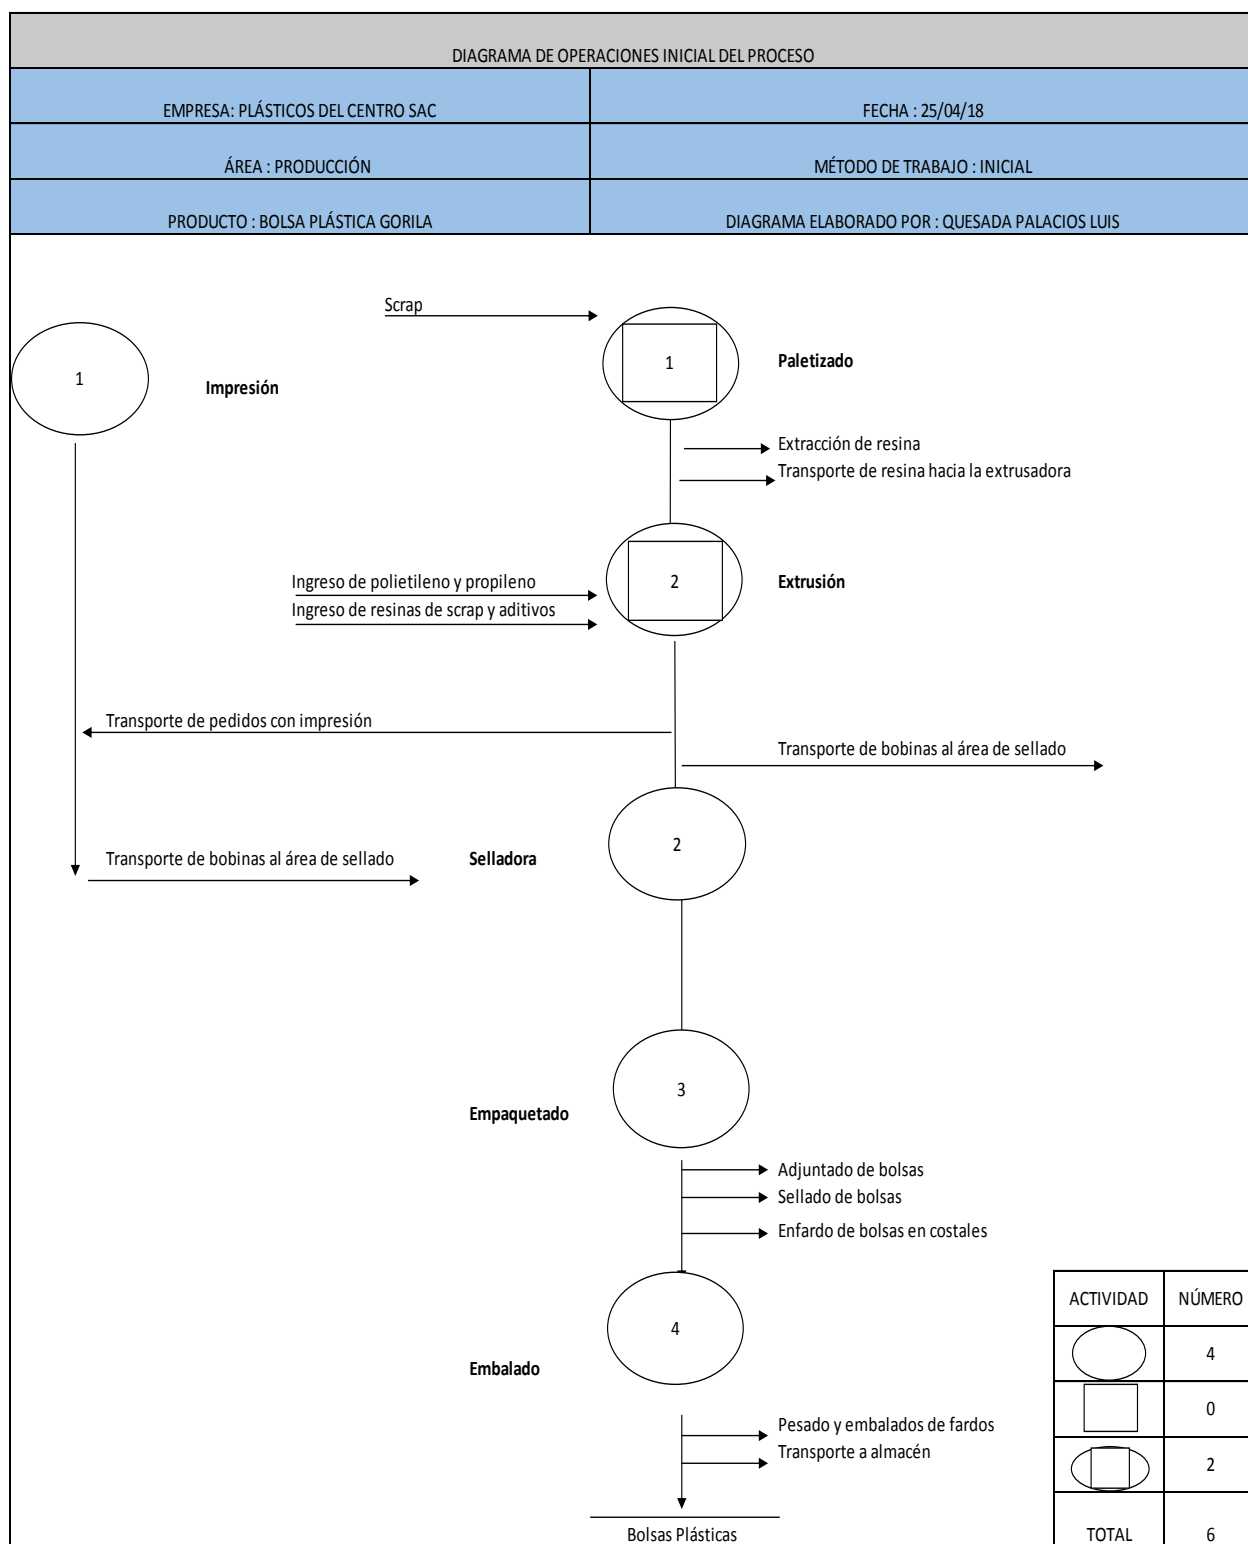 DIAGRAMA DE OPERACIONES INICIAL DEL PROCESO
EMPRESA: PLÁSTICOS DEL CENTRO SAC
FECHA : 25/04/18
ÁREA : PRODUCCIÓN
MÉTODO DE TRABAJO : INICIAL
PRODUCTO : BOLSA PLÁSTICA GORILA
DIAGRAMA ELABORADO POR : QUESADA PALACIOS LUIS
Scrap
1
Paletizado
1
Impresión
Extracción de resina
Transporte de resina hacia la extrusadora
Ingreso de polietileno y propileno
Ingreso de resinas de scrap y aditivos
2
Extrusión
Transporte de pedidos con impresión
Transporte de bobinas al área de sellado
Transporte de bobinas al área de sellado
Selladora
2
3
Empaquetado
Adjuntado de bolsas
Sellado de bolsas
Enfardo de bolsas en costales
4
Embalado
Pesado y embalados de fardos
Transporte a almacén
Bolsas Plásticas
ACTIVIDAD NÚMERO
4
0
2
TOTAL 6